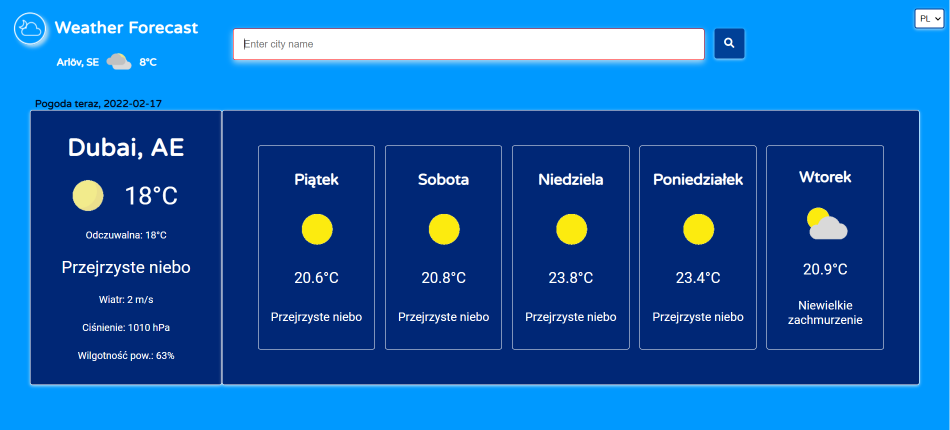 Weather Forecast
PL
Enter city name
Arlöv, SE 8°C
Pogoda teraz, 2022-02-17
Dubai, AE
18°C
Odczuwalna: 18°C
Przejrzyste niebo
Wiatr: 2 m/s
Ciśnienie: 1010 hPa
Wilgotność pow.: 63%
Piątek
20.6°C
Przejrzyste niebo
Sobota
20.8°C
Przejrzyste niebo
Niedziela
23.8°C
Przejrzyste niebo
Poniedziałek
23.4°C
Przejrzyste niebo
Wtorek
20.9°C
Niewielkie
zachmurzenie